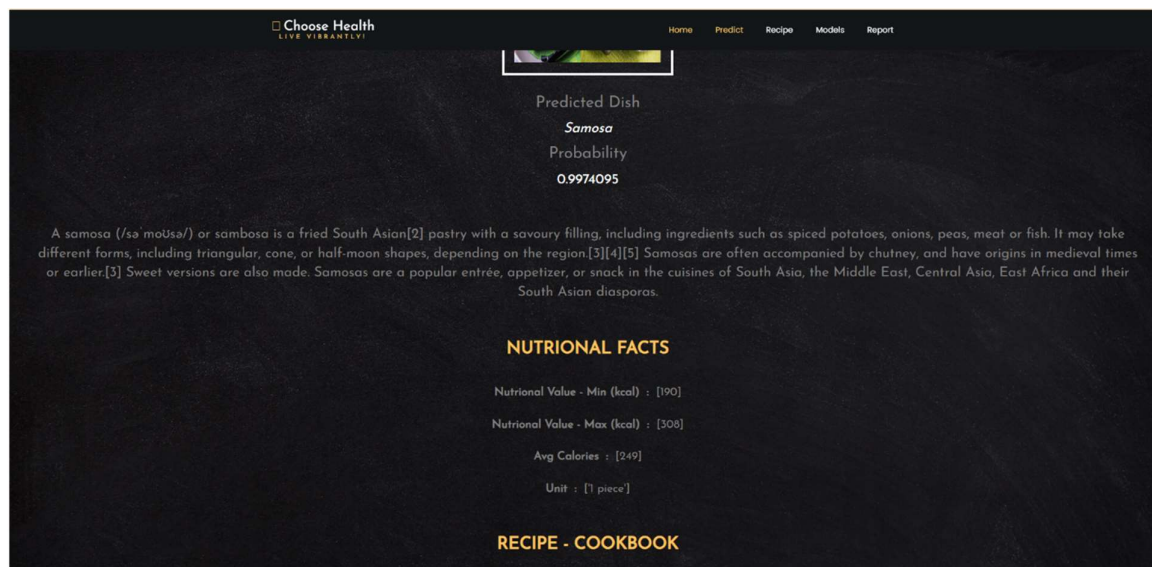 Choose Health
LIVE VIBRANTLY!
Home Predict Recipe Models Report
Predicted Dish
Samosa
Probability
0.9974095
A samosa (/səˈmoʊsə/) or sambosa is a fried South Asian[2] pastry with a savoury filling, including ingredients such as spiced potatoes, onions, peas, meat or fish. It may take
different forms, including triangular, cone, or half-moon shapes, depending on the region.[3][4][5] Samosas are often accompanied by chutney, and have origins in medieval times
or earlier.[3] Sweet versions are also made. Samosas are a popular entrée, appetizer, or snack in the cuisines of South Asia, the Middle East, Central Asia, East Africa and their
South Asian diasporas.
NUTRIONAL FACTS
Nutrional Value - Min (kcal) : [190]
Nutrional Value - Max (kcal) : [308]
Avg Calories : [249]
Unit : ['1 piece']
RECIPE - COOKBOOK